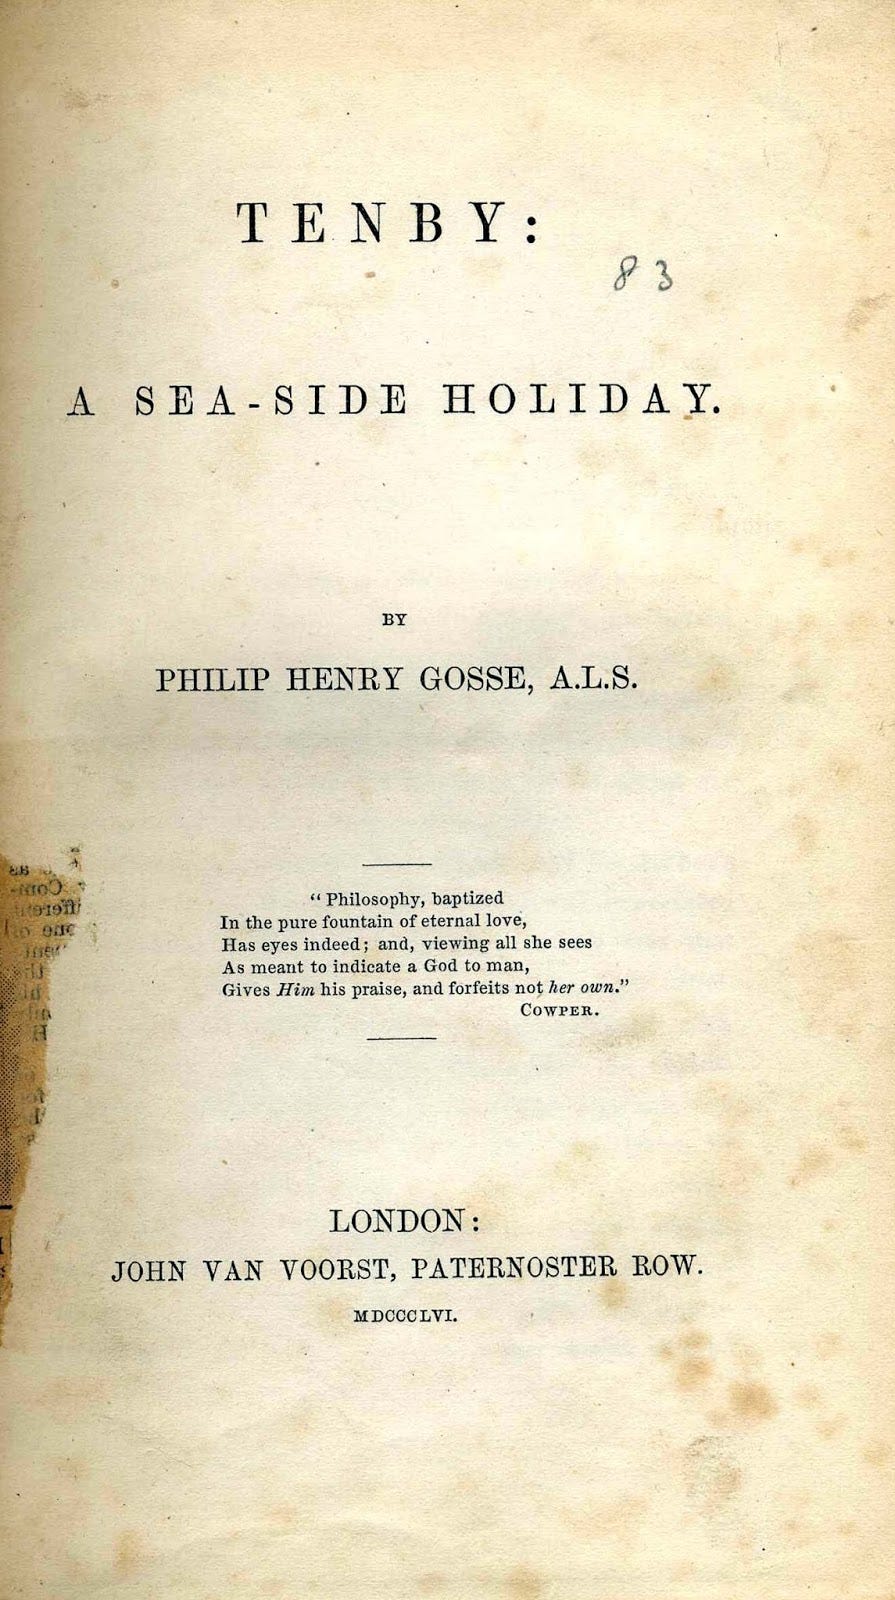 TENBY:
83
A SEA-SIDE HOLIDAY.
BY
PHILIP HENRY GOSSE, A.L.S.
“Philosophy, baptized
In the pure fountain of eternal love,
Has eyes indeed; and, viewing all she sees
As meant to indicate a God to man,
Gives Him his praise, and forfeits not her own.”
COWPER.
LONDON:
JOHN VAN VOORST, PATERNOSTER ROW.
MDCCCLVI.